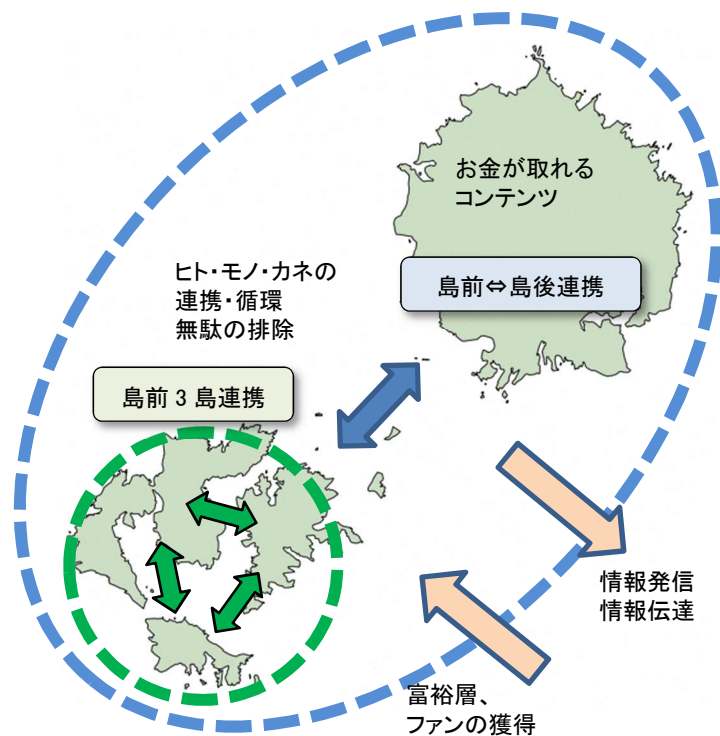 お金が取れる
コンテンツ
ヒト・モノ・カネの
連携・循環
無駄の排除
島前⇔島後連携
島前 3 島連携
情報発信
情報伝達
富裕層、
ファンの獲得